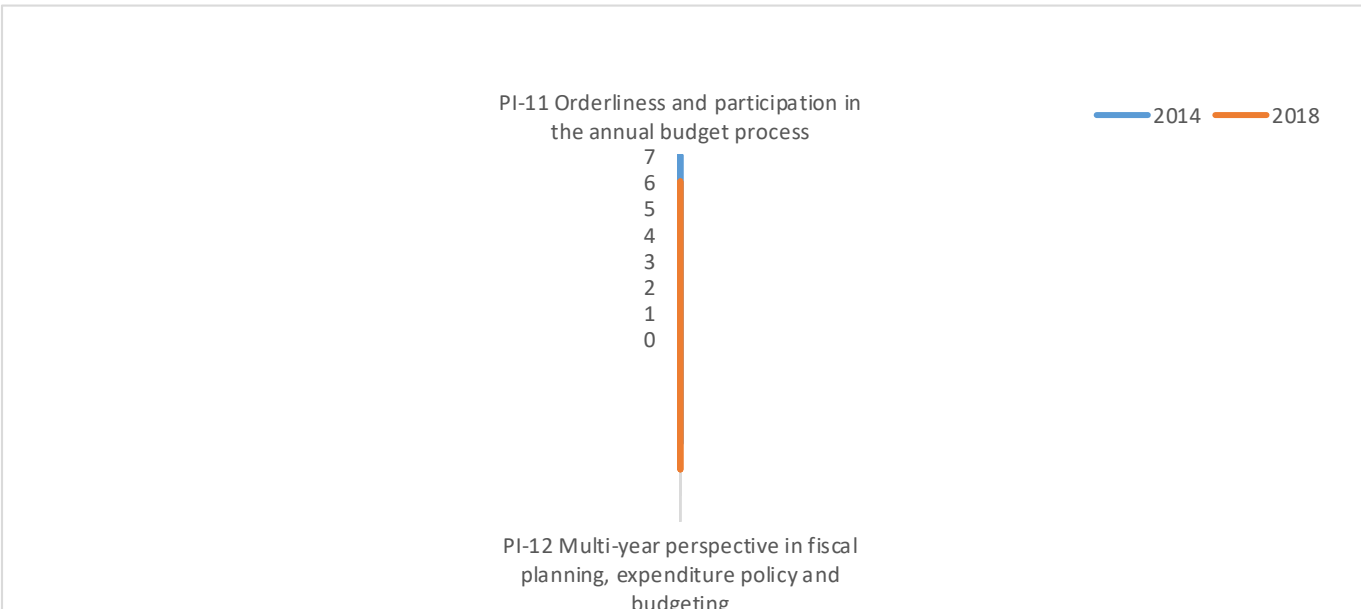 PI-11 Orderliness and participation in
the annual budget process
2014 2018
7
6
5
4
3
2
1
0
PI-12 Multi-year perspective in fiscal
planning, expenditure policy and
budgeting